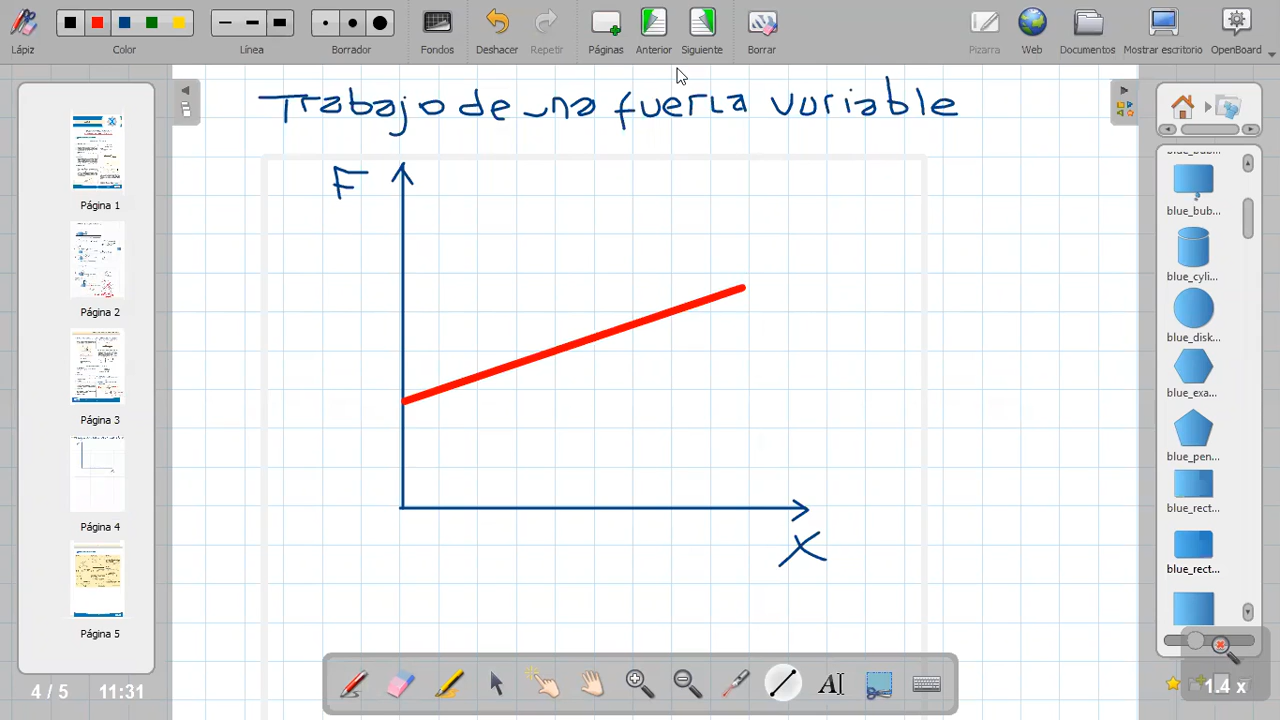 Lápiz Color Línea Borrador Fondos Deshacer Repetir Páginas Anterior Siguiente Borrar Pizarra Web Documentos Mostrar escritorio OpenBoard
Trabajo de una fuerza variable
F
X
Página 1
Página 2
Página 3
Página 4
Página 5
4 / 5 11:31
blue_bub...
blue_bub...
blue_cyli...
blue_disk...
blue_hexa...
blue_pen...
blue_rect...
blue_rect...
1.4 x